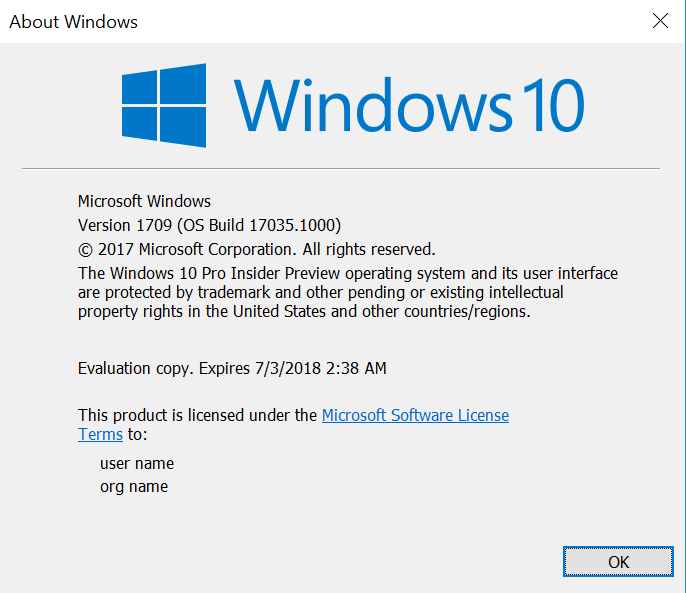 About Windows
Windows 10
Microsoft Windows
Version 1709 (OS Build 17035.1000)
© 2017 Microsoft Corporation. All rights reserved.
The Windows 10 Pro Insider Preview operating system and its user interface
are protected by trademark and other pending or existing intellectual
property rights in the United States and other countries/regions.
Evaluation copy. Expires 7/3/2018 2:38 AM
This product is licensed under the Microsoft Software License
Terms to:
user name
org name
OK